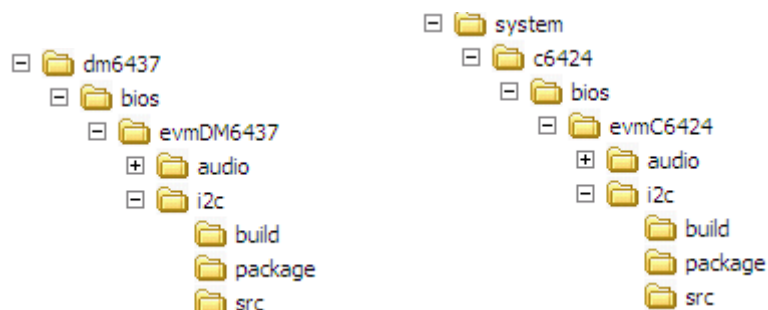 dm6437
bios
evmDM6437
audio
i2c
build
package
src
system
c6424
bios
evmC6424
audio
i2c
build
package
src